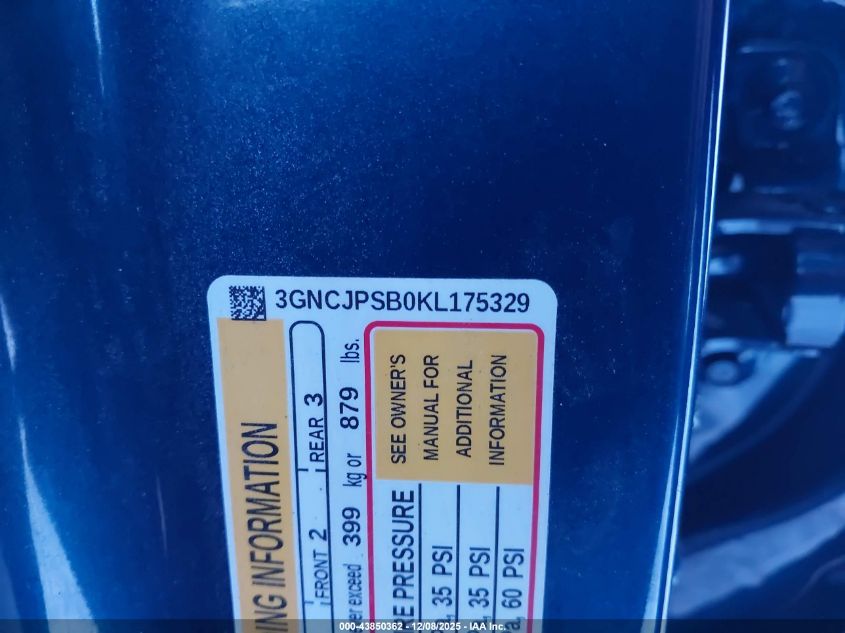 3GNCJPSB0KL175329
ING INFORMATION
FRONT 2 REAR 3
exceed 399 kg or 879 lbs.
PRESSURE
SEE OWNER'S
MANUAL FOR
ADDITIONAL
INFORMATION
35 PSI
35 PSI
60 PSI
000-43850362 - 12/08/2025 - IAA Inc.